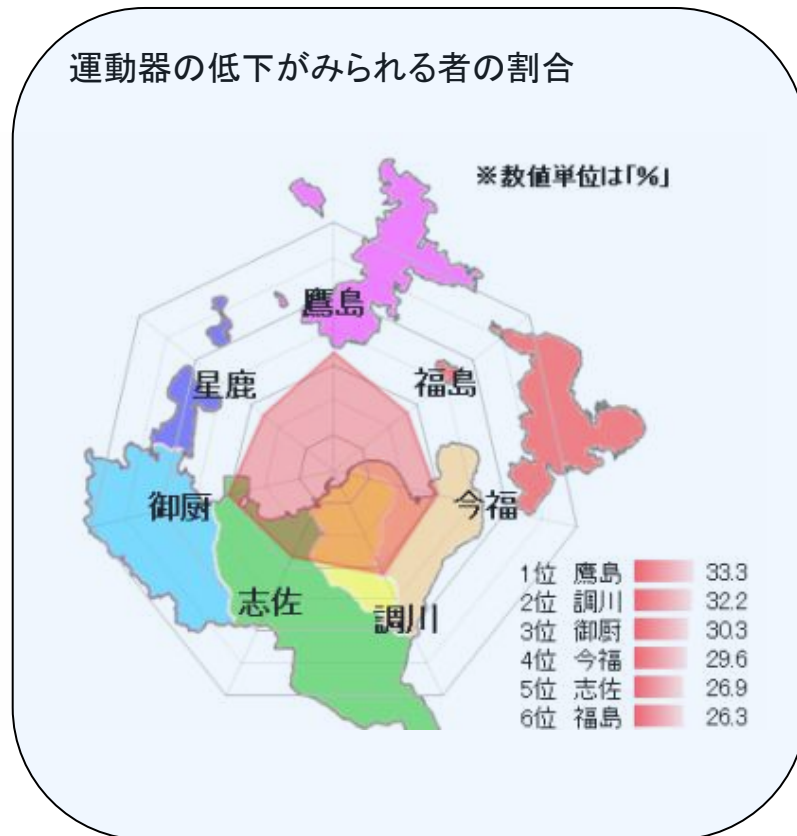 運動器の低下がみられる者の割合
※数値単位は「%」
鷹島
星鹿
福島
御厨
今福
志佐
調川
1位 鷹島 33.3
2位 調川 32.2
3位 御厨 30.3
4位 今福 29.6
5位 志佐 26.9
6位 福島 26.3